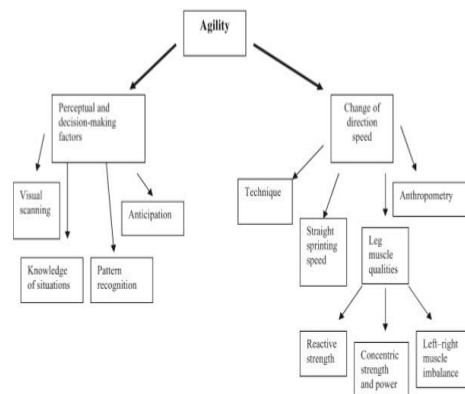 Agility
Perceptual and
decision-making
factors
Change of
direction
speed
Visual
scanning
Anticipation
Technique
Anthropometry
Straight
sprinting
speed
Leg
muscle
qualities
Knowledge
of situations
Pattern
recognition
Reactive
strength
Concentric
strength
and power
Left–right
muscle
imbalance